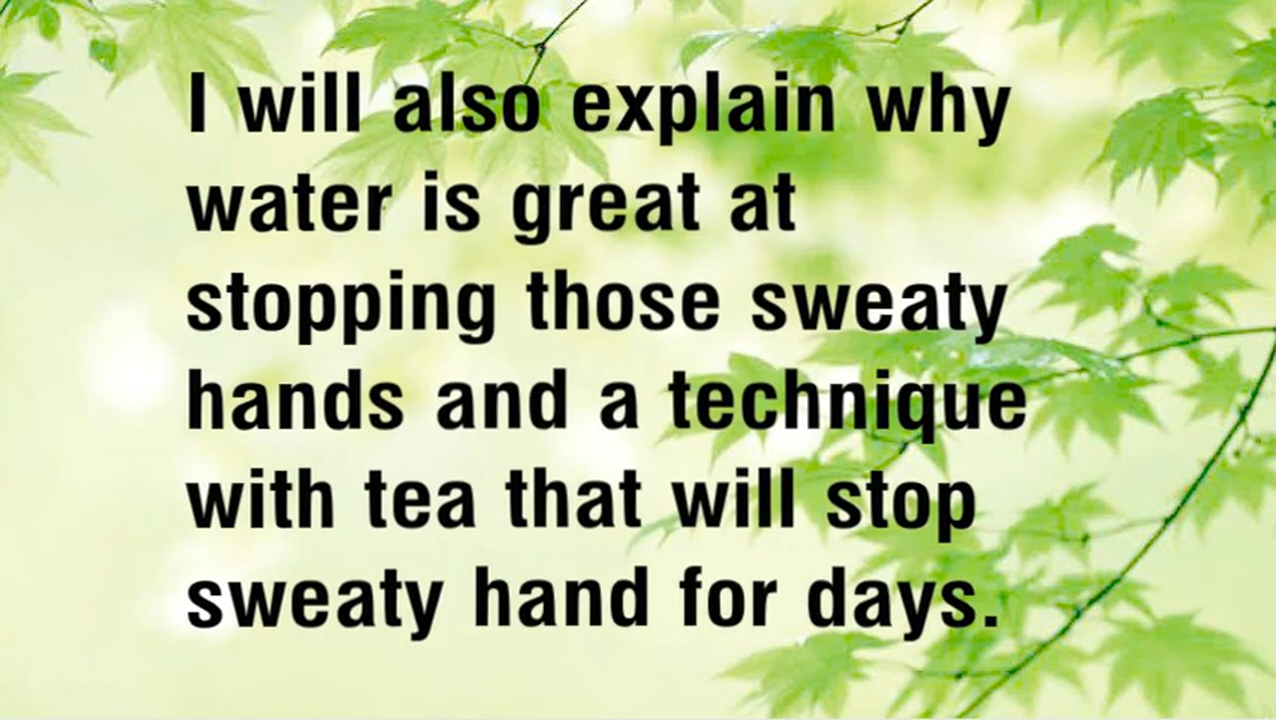 I will also explain why
water is great at
stopping those sweaty
hands and a technique
with tea that will stop
sweaty hand for days.